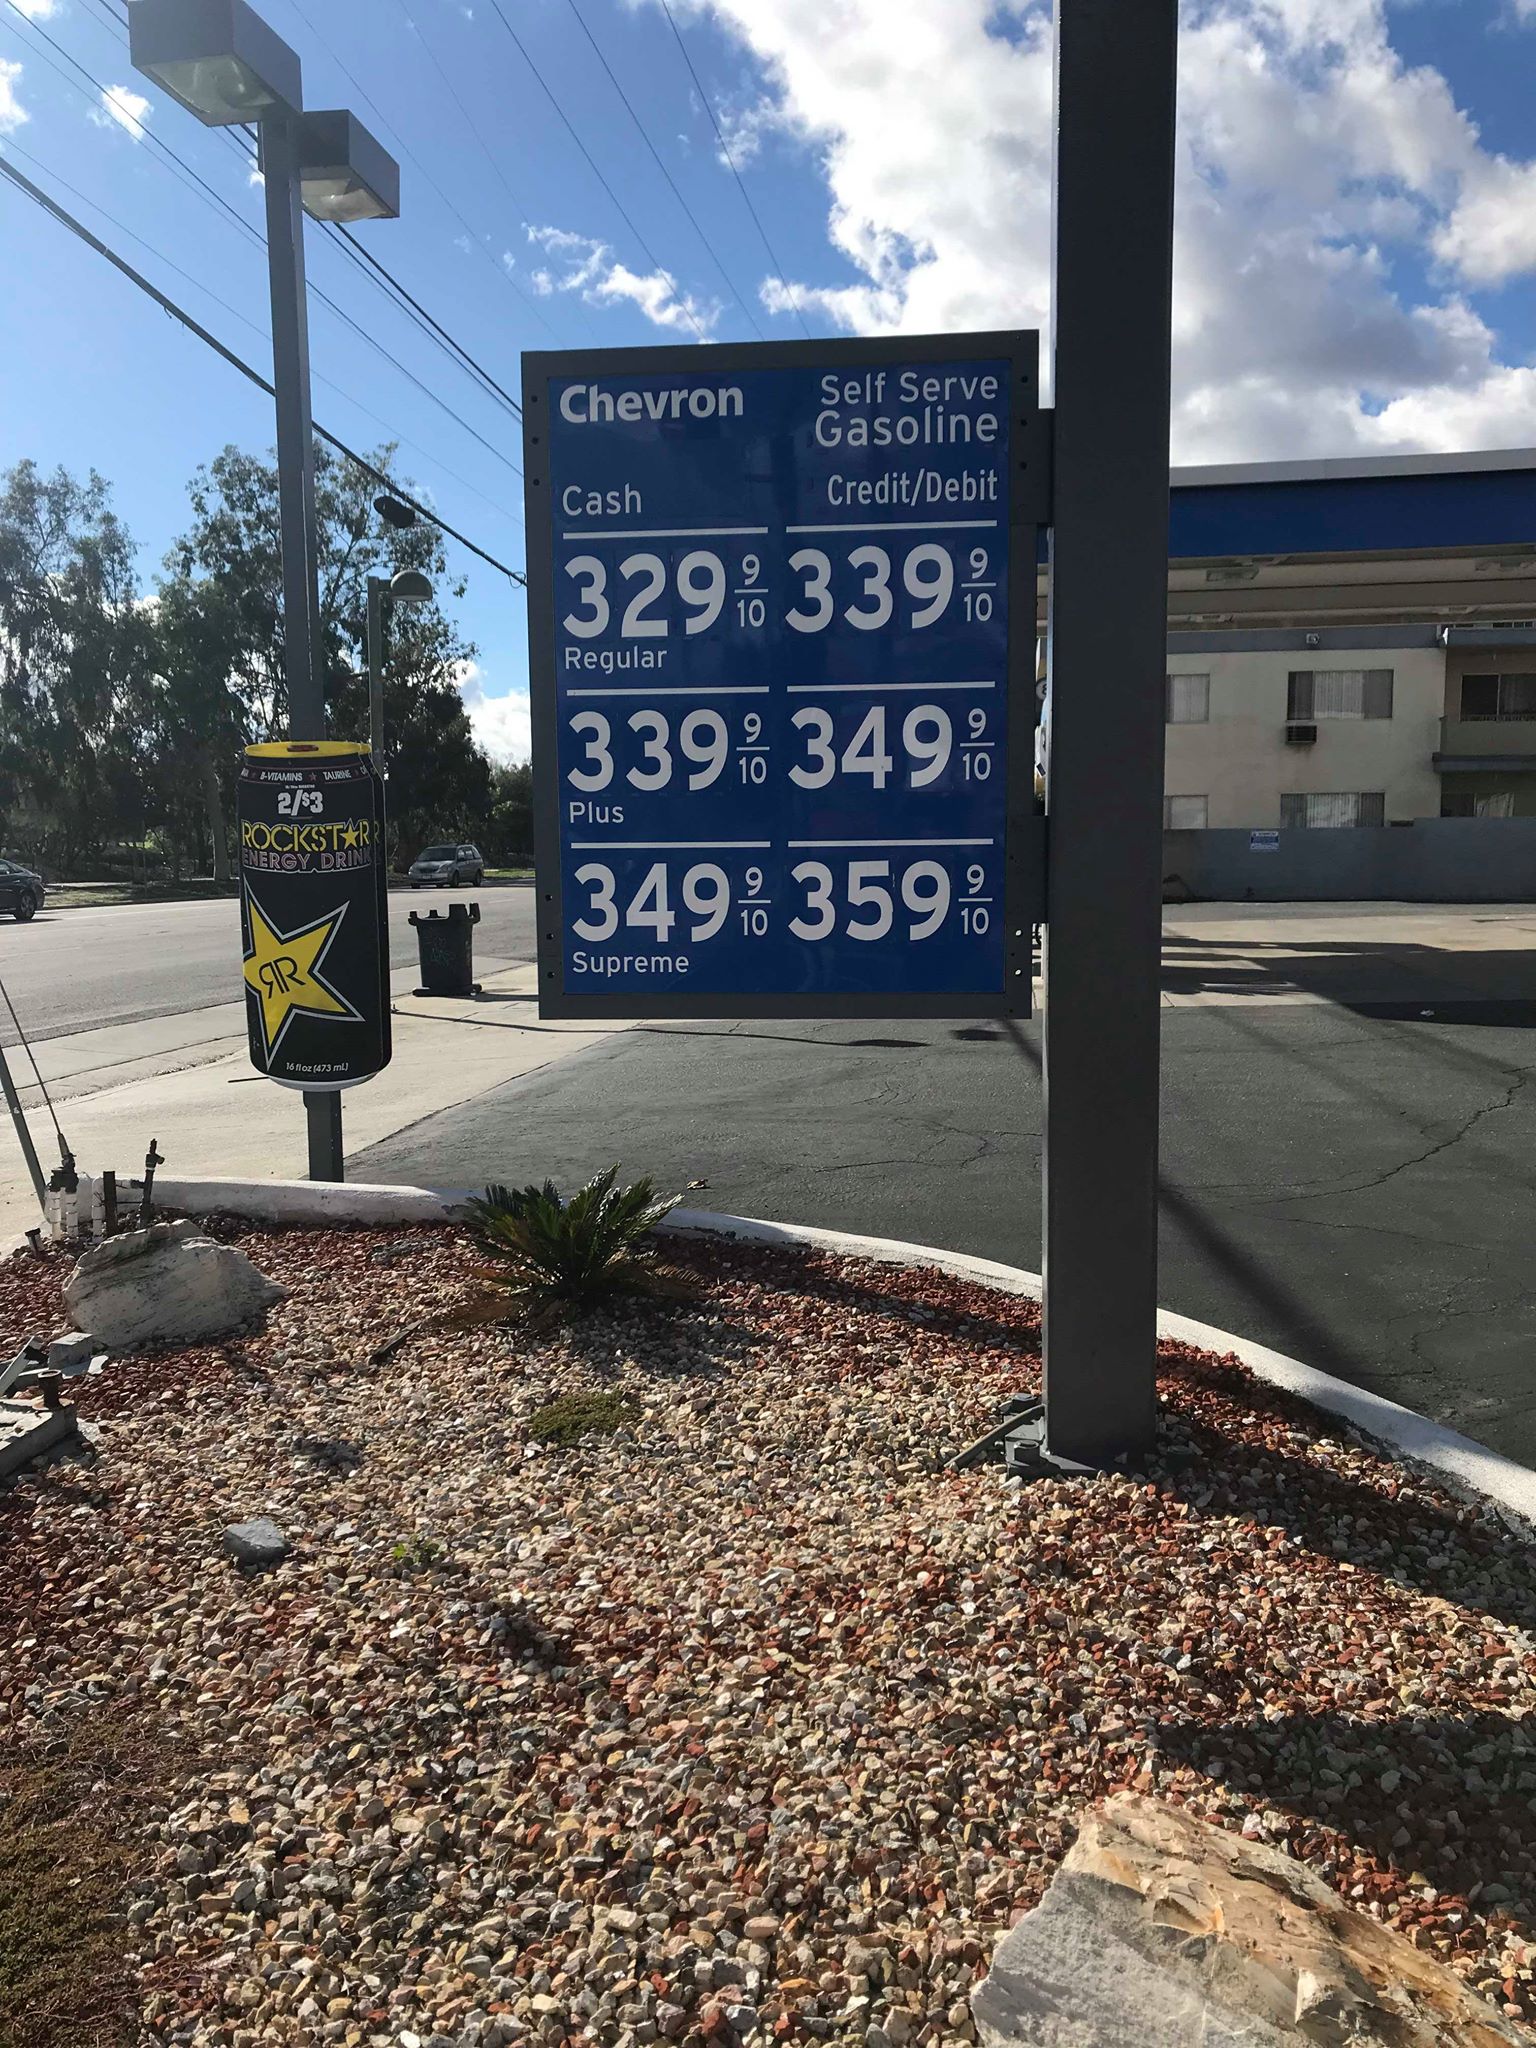 Chevron
Self Serve
Gasoline
Cash
Credit/Debit
329 9/10 339 9/10
Regular
339 9/10 349 9/10
Plus
349 9/10 359 9/10
Supreme
B-VITAMINS ★ TAURINE
2/$3
ROCKSTAR
ENERGY DRINK
RR
16 fl oz (473 mL)